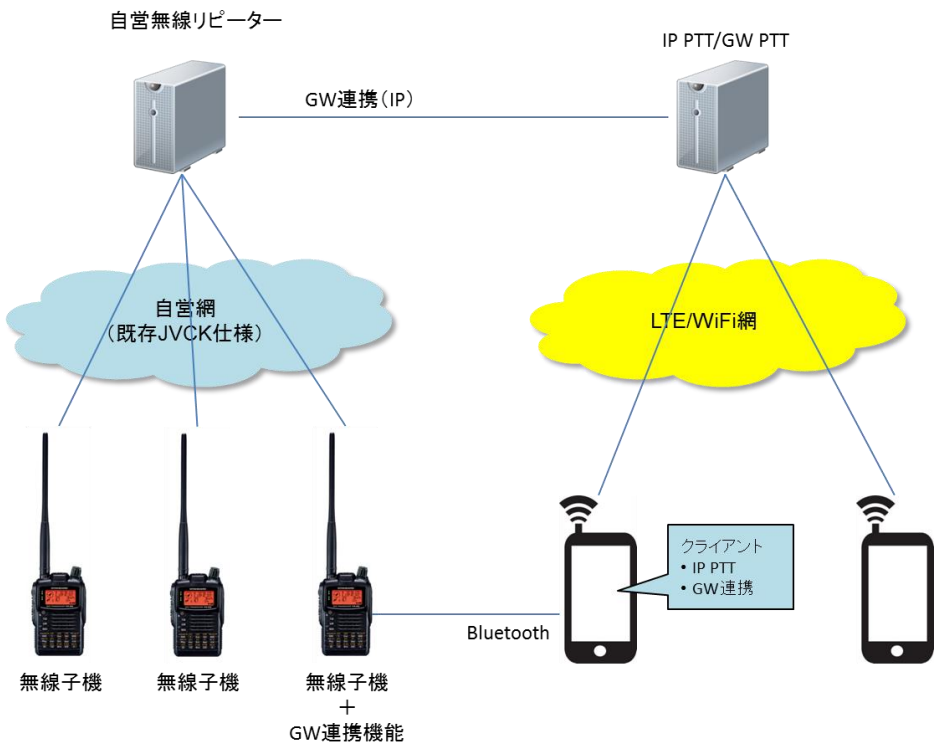 自営無線リピーター
IP PTT/GW PTT
GW連携（IP）
自営網
（既存JVCK仕様）
LTE/WiFi網
クライアント
• IP PTT
• GW連携
Bluetooth
無線子機
無線子機
無線子機
＋
GW連携機能